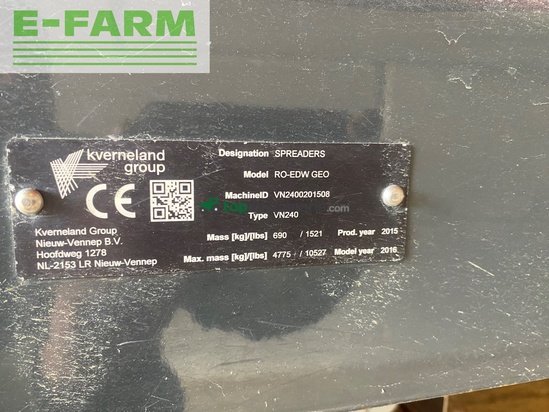 E-FARM
kverneland
group
CE
Designation SPREADERS
Model RO-EDW GEO
MachineID VN2400201508
Type VN240
.com
Mass [kg]/[lbs] 690 / 1521 Prod. year 2015
Max. mass [kg]/[lbs] 4775 / 10527 Model year 2016
Kverneland Group
Nieuw-Vennep B.V.
Hoofdweg 1278
NL-2153 LR Nieuw-Vennep